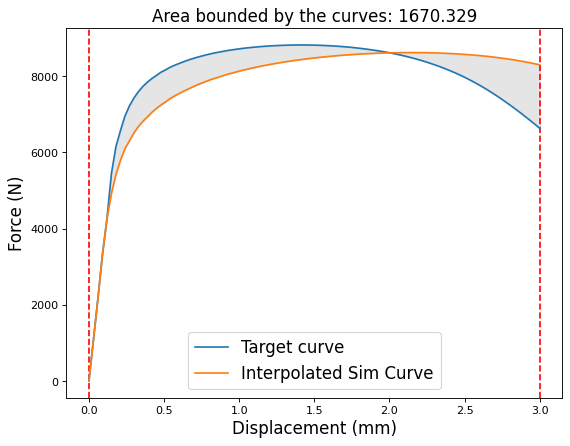 Area bounded by the curves: 1670.329
8000
6000
4000
2000
0
Force (N)
Target curve
Interpolated Sim Curve
0.0 0.5 1.0 1.5 2.0 2.5 3.0
Displacement (mm)